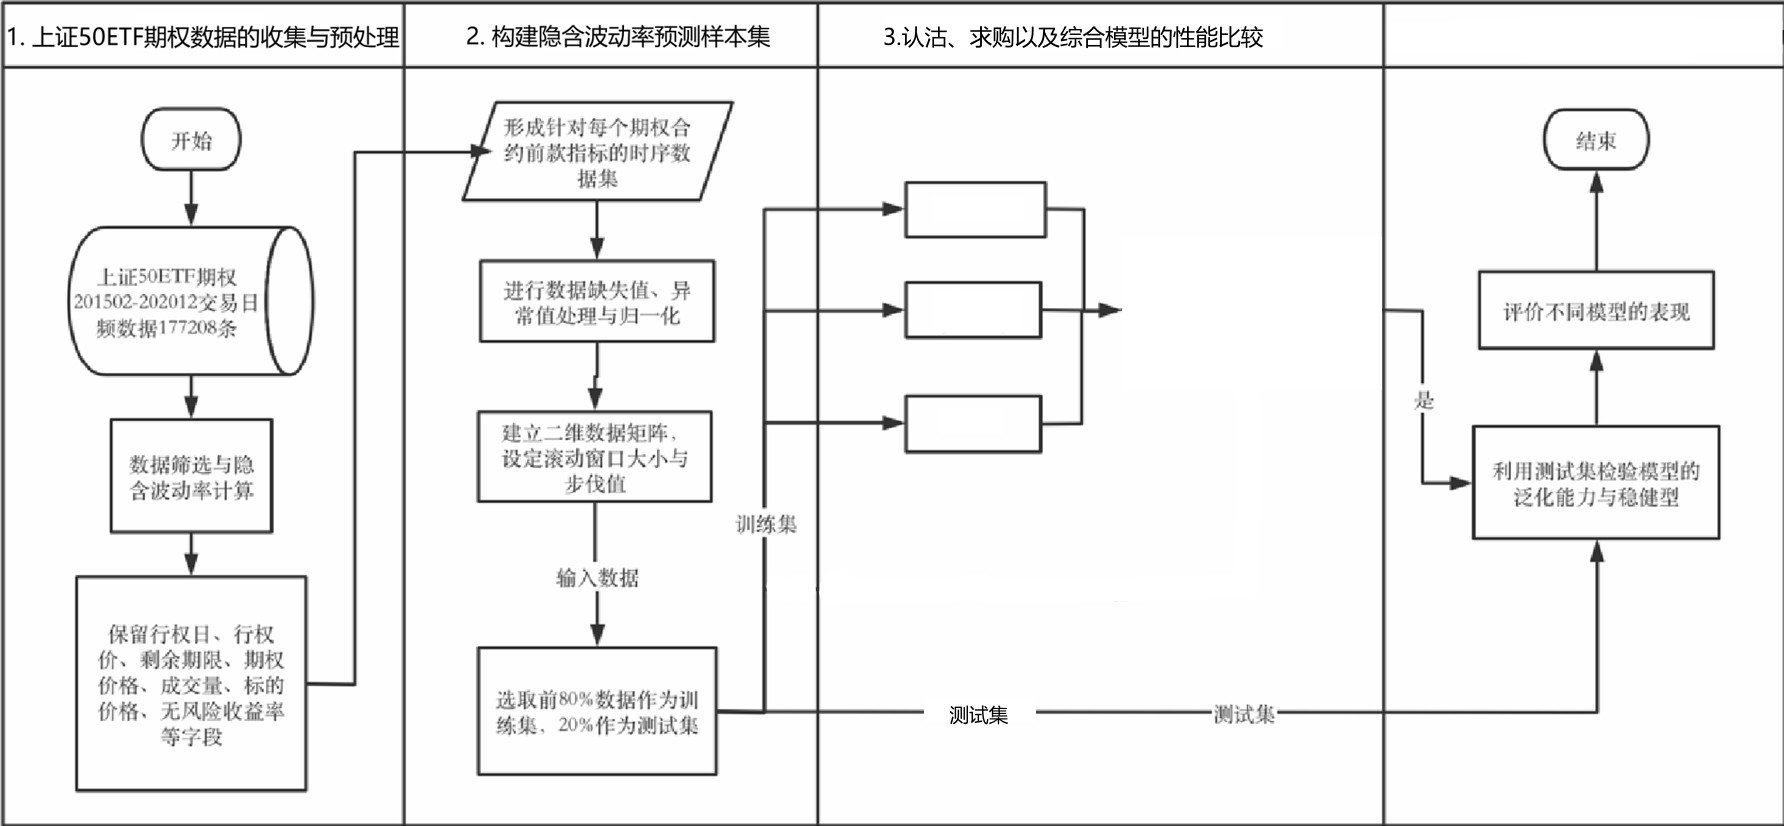 1. 上证50ETF期权数据的收集与预处理
2. 构建隐含波动率预测样本集
3.认沽、求购以及综合模型的性能比较
开始
上证50ETF期权
201502-202012交易日
频数据177208条
数据筛选与隐
含波动率计算
保留行权日、行权
价、剩余期限、期权
价格、成交量、标的
价格、无风险收益率
等字段
形成针对每个期权合
约前款指标的时序数
据集
进行数据缺失值、异
常值处理与归一化
建立二维数据矩阵，
设定滚动窗口大小与
步伐值
输入数据
选取前80%数据作为训
练集，20%作为测试集
训练集
测试集
测试集
是
结束
评价不同模型的表现
利用测试集检验模型的
泛化能力与稳健型